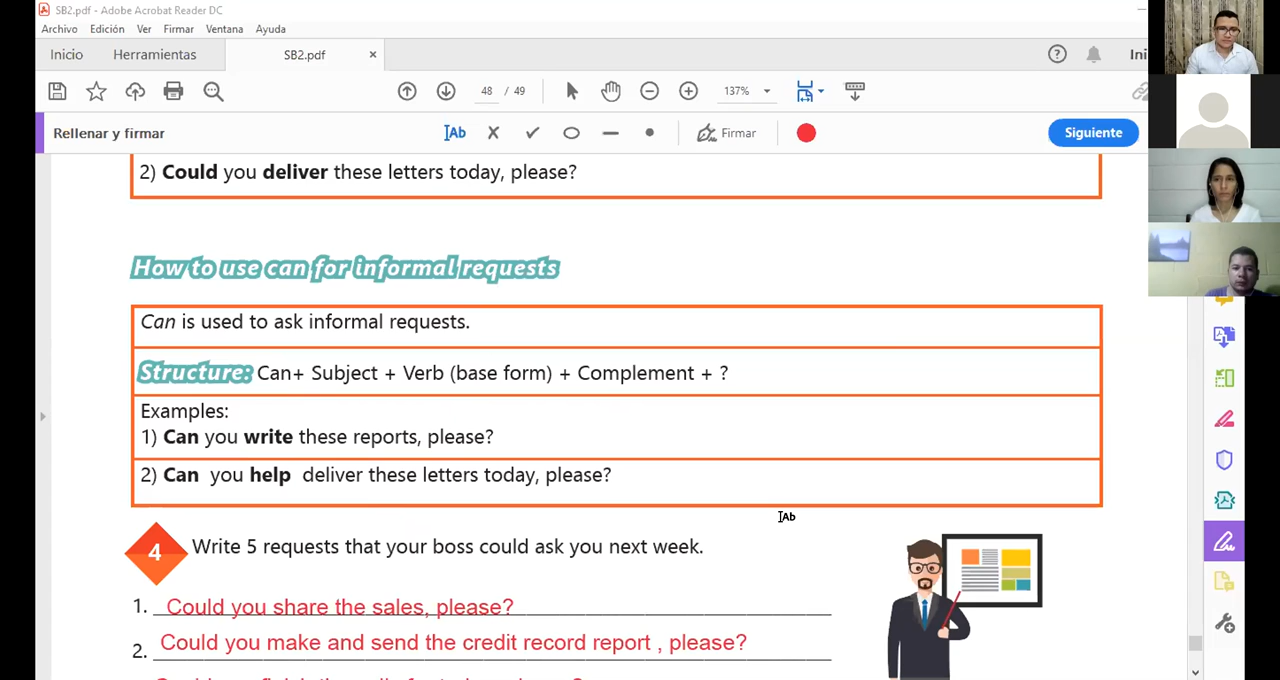 SB2.pdf - Adobe Acrobat Reader DC
Archivo Edición Ver Firmar Ventana Ayuda
Inicio Herramientas SB2.pdf × ? Ini
48 / 49 137%
Rellenar y firmar Ab Firmar Siguiente
2) Could you deliver these letters today, please?
How to use can for informal requests
Can is used to ask informal requests.
Structure: Can+ Subject + Verb (base form) + Complement + ?
Examples:
1) Can you write these reports, please?
2) Can you help deliver these letters today, please?
Ab
4 Write 5 requests that your boss could ask you next week.
1. Could you share the sales, please?
2. Could you make and send the credit record report , please?